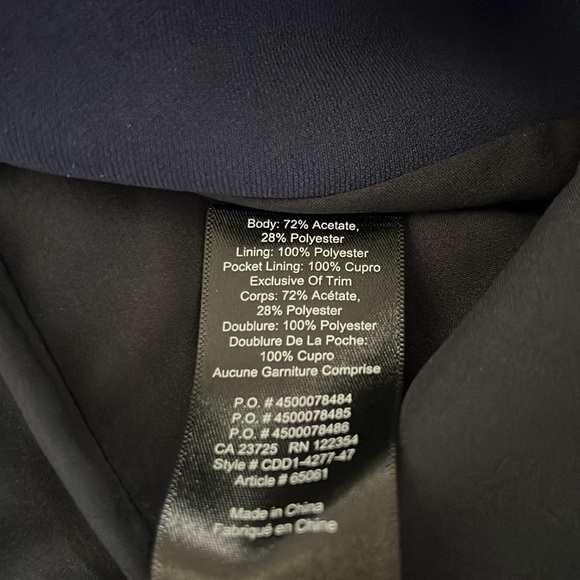 Body: 72% Acetate,
28% Polyester
Lining: 100% Polyester
Pocket Lining: 100% Cupro
Exclusive Of Trim
Corps: 72% Acétate,
28% Polyester
Doublure: 100% Polyester
Doublure De La Poche:
100% Cupro
Aucune Garniture Comprise
P.O. # 4500078484
P.O. # 4500078485
P.O. # 4500078486
CA 23725 RN 122354
Style # CDD1-4277-47
Article # 65061
Made in China
Fabriqué en Chine